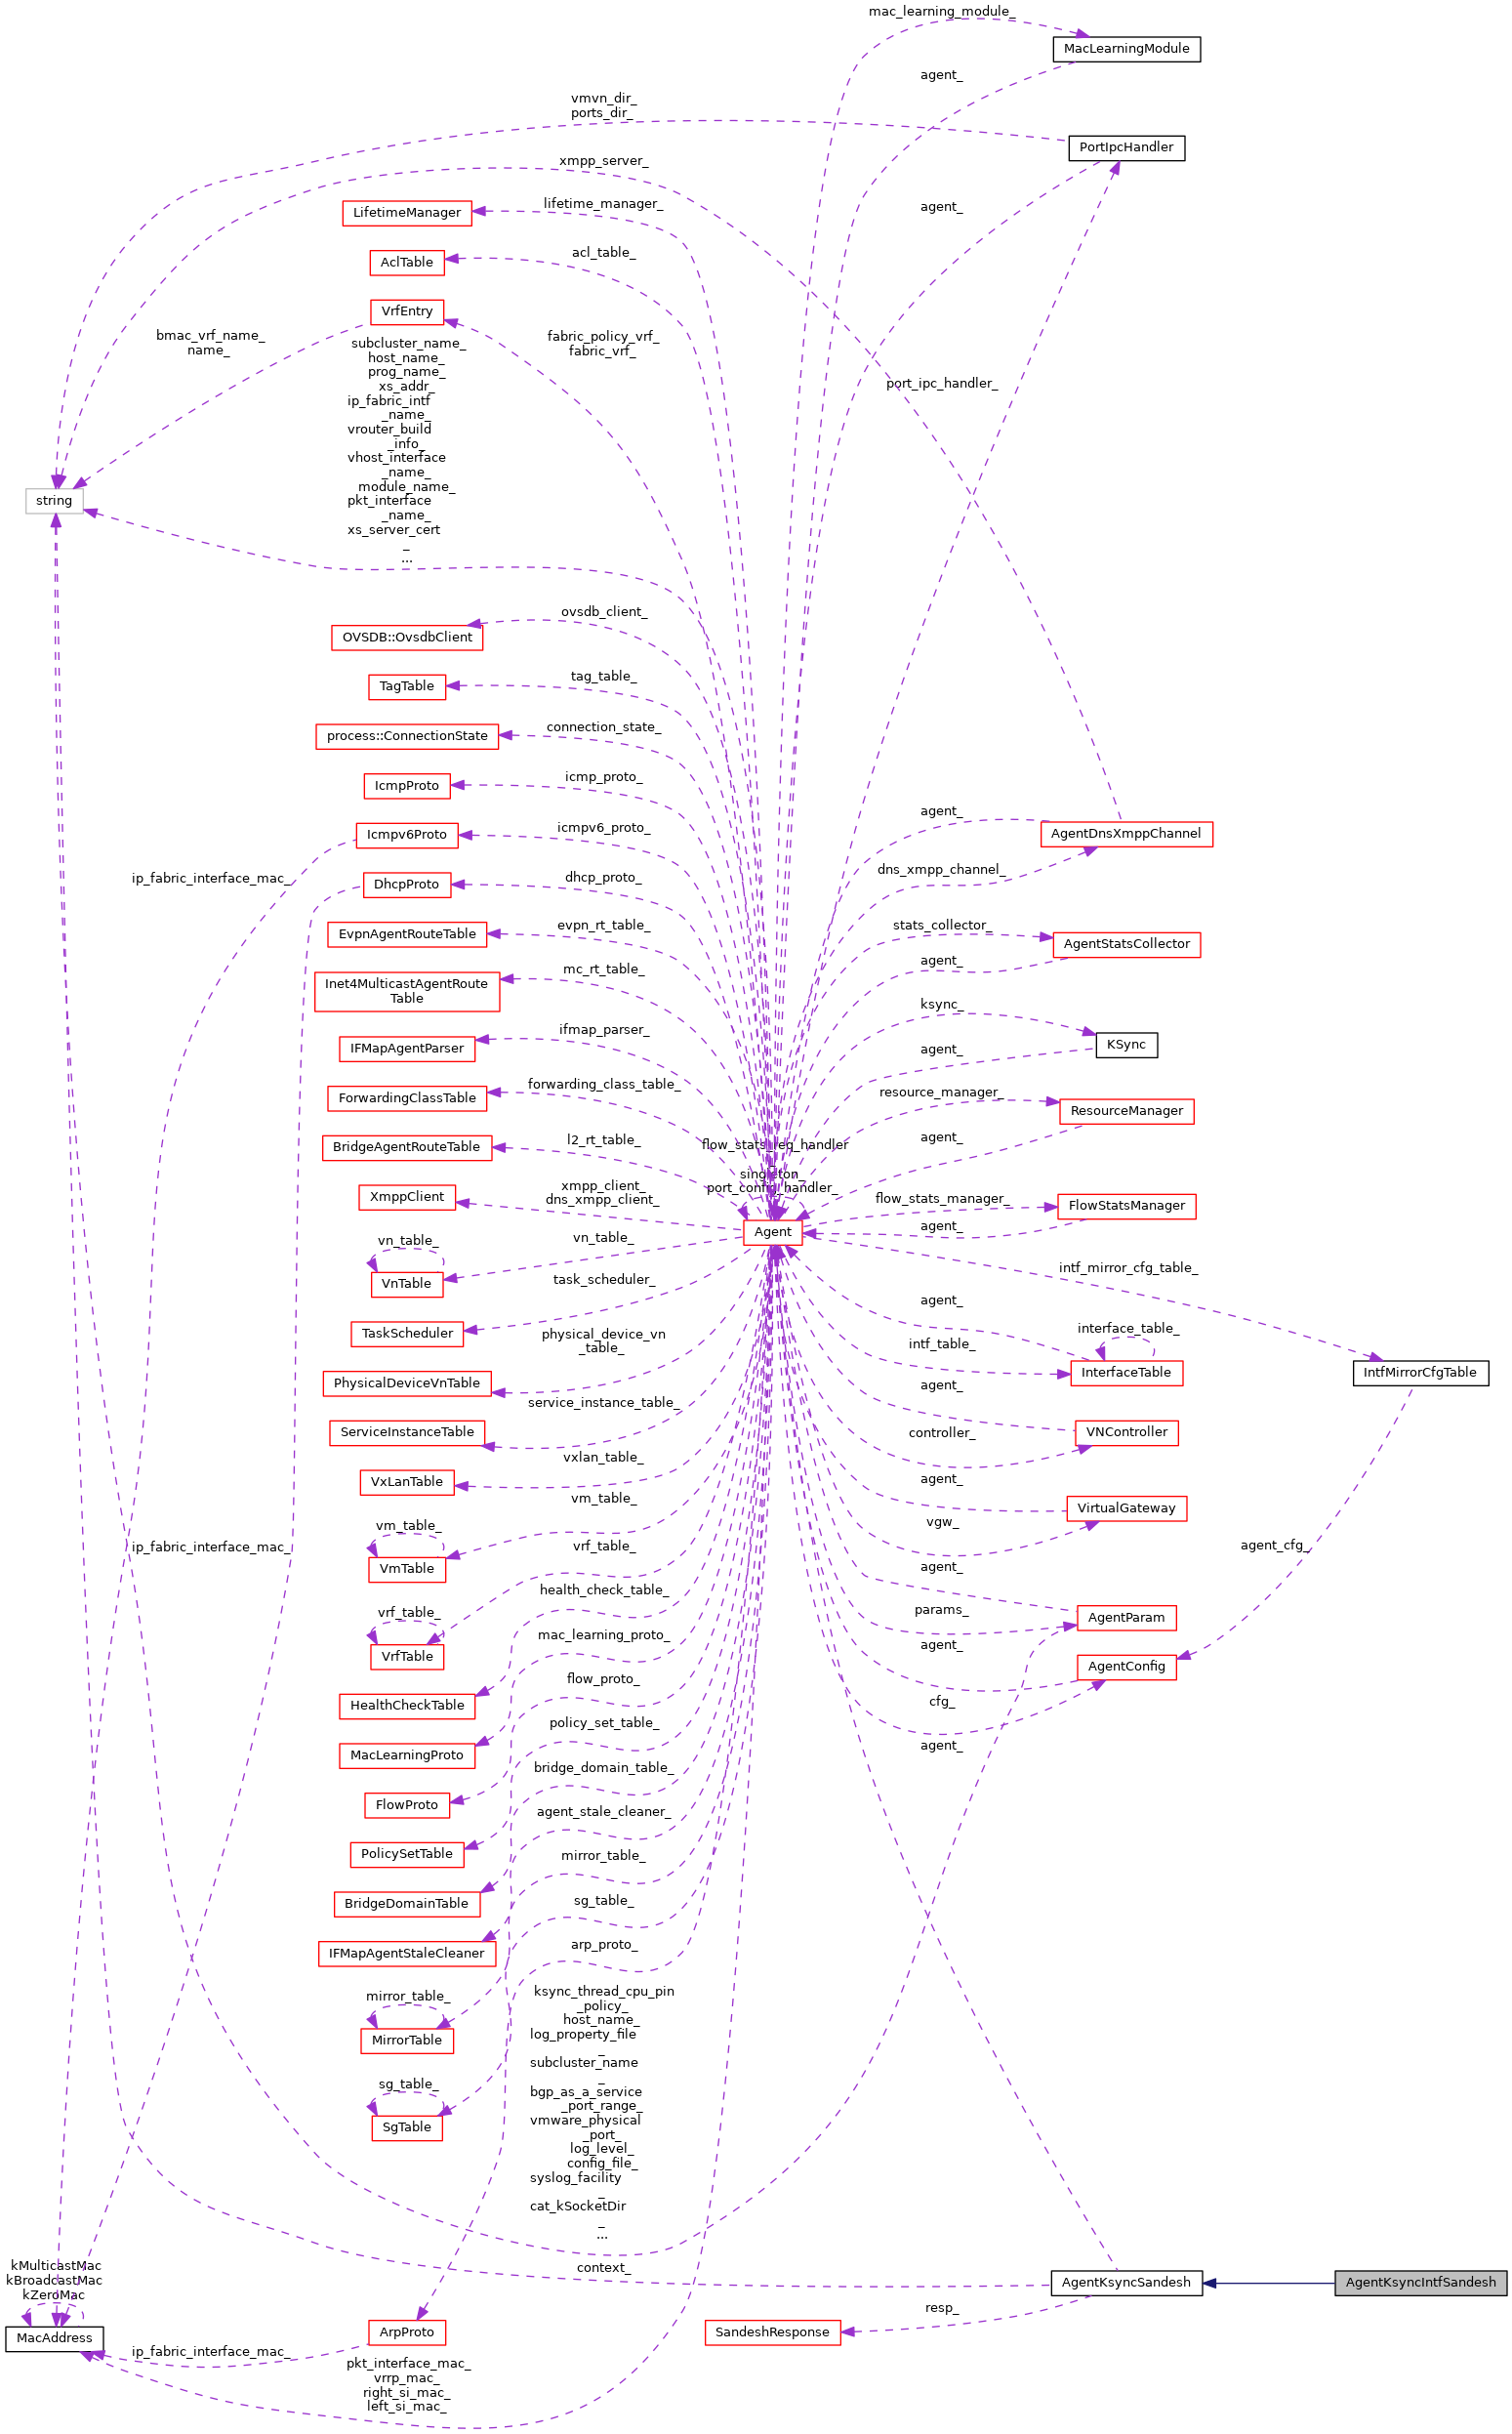 mac_learning_module_
MacLearningModule
agent_
vmvn_dir_
ports_dir_
PortIpcHandler
xmpp_server_
lifetime_manager_
LifetimeManager
agent_
acl_table_
AclTable
VrfEntry
bmac_vrf_name_
name_
fabric_policy_vrf_
fabric_vrf_
subcluster_name_
host_name_
prog_name_
xs_addr_
ip_fabric_intf
_name_
vrouter_build
_info_
vhost_interface
_name_
module_name_
pkt_interface
_name_
xs_server_cert
_
...
port_ipc_handler_
string
ovsdb_client_
OVSDB::OvsdbClient
tag_table_
TagTable
connection_state_
process::ConnectionState
icmp_proto_
IcmpProto
icmpv6_proto_
Icmpv6Proto
agent_
AgentDnsXmppChannel
dns_xmpp_channel_
ip_fabric_interface_mac_
dhcp_proto_
DhcpProto
evpn_rt_table_
EvpnAgentRouteTable
stats_collector_
AgentStatsCollector
agent_
mc_rt_table_
Inet4MulticastAgentRoute
Table
ksync_
KSync
agent_
ifmap_parser_
IFMapAgentParser
forwarding_class_table_
ForwardingClassTable
resource_manager_
ResourceManager
agent_
l2_rt_table_
BridgeAgentRouteTable
flow_stats_req_handler
_
singleton_
port_config_handler_
xmpp_client_
dns_xmpp_client_
XmppClient
flow_stats_manager_
FlowStatsManager
agent_
Agent
vn_table_
vn_table_
VnTable
intf_mirror_cfg_table_
task_scheduler_
TaskScheduler
agent_
interface_table_
physical_device_vn
_table_
PhysicalDeviceVnTable
intf_table_
InterfaceTable
IntfMirrorCfgTable
agent_
service_instance_table_
ServiceInstanceTable
controller_
VNController
vxlan_table_
VxLanTable
agent_
VirtualGateway
vgw_
vm_table_
vm_table_
VmTable
ip_fabric_interface_mac_
vrf_table_
agent_cfg_
agent_
health_check_table_
vrf_table_
VrfTable
params_
AgentParam
mac_learning_proto_
agent_
AgentConfig
flow_proto_
HealthCheckTable
cfg_
policy_set_table_
MacLearningProto
agent_
bridge_domain_table_
FlowProto
agent_stale_cleaner_
PolicySetTable
mirror_table_
BridgeDomainTable
sg_table_
arp_proto_
IFMapAgentStaleCleaner
mirror_table_
MirrorTable
sg_table_
SgTable
ksync_thread_cpu_pin
_policy_
host_name_
log_property_file
_
subcluster_name
_
bgp_as_a_service
_port_range_
vmware_physical
_port_
log_level_
config_file_
syslog_facility
_
cat_kSocketDir
_
...
context_
kMulticastMac
kBroadcastMac
kZeroMac
MacAddress
AgentKsyncSandesh
AgentKsyncIntfSandesh
resp_
SandeshResponse
ArpProto
ip_fabric_interface_mac_
pkt_interface_mac_
vrrp_mac_
right_si_mac_
left_si_mac_